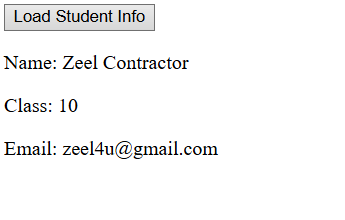 Load Student Info
Name: Zeel Contractor
Class: 10
Email: zeel4u@gmail.com